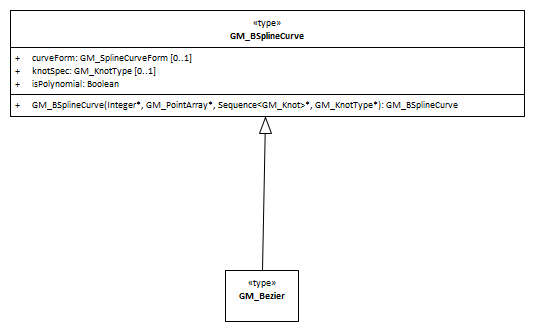 «type»
GM_BSplineCurve
+ curveForm: GM_SplineCurveForm [0..1]
+ knotSpec: GM_KnotType [0..1]
+ isPolynomial: Boolean
+ GM_BSplineCurve(Integer*, GM_PointArray*, Sequence<GM_Knot>*, GM_KnotType*): GM_BSplineCurve
«type»
GM_Bezier